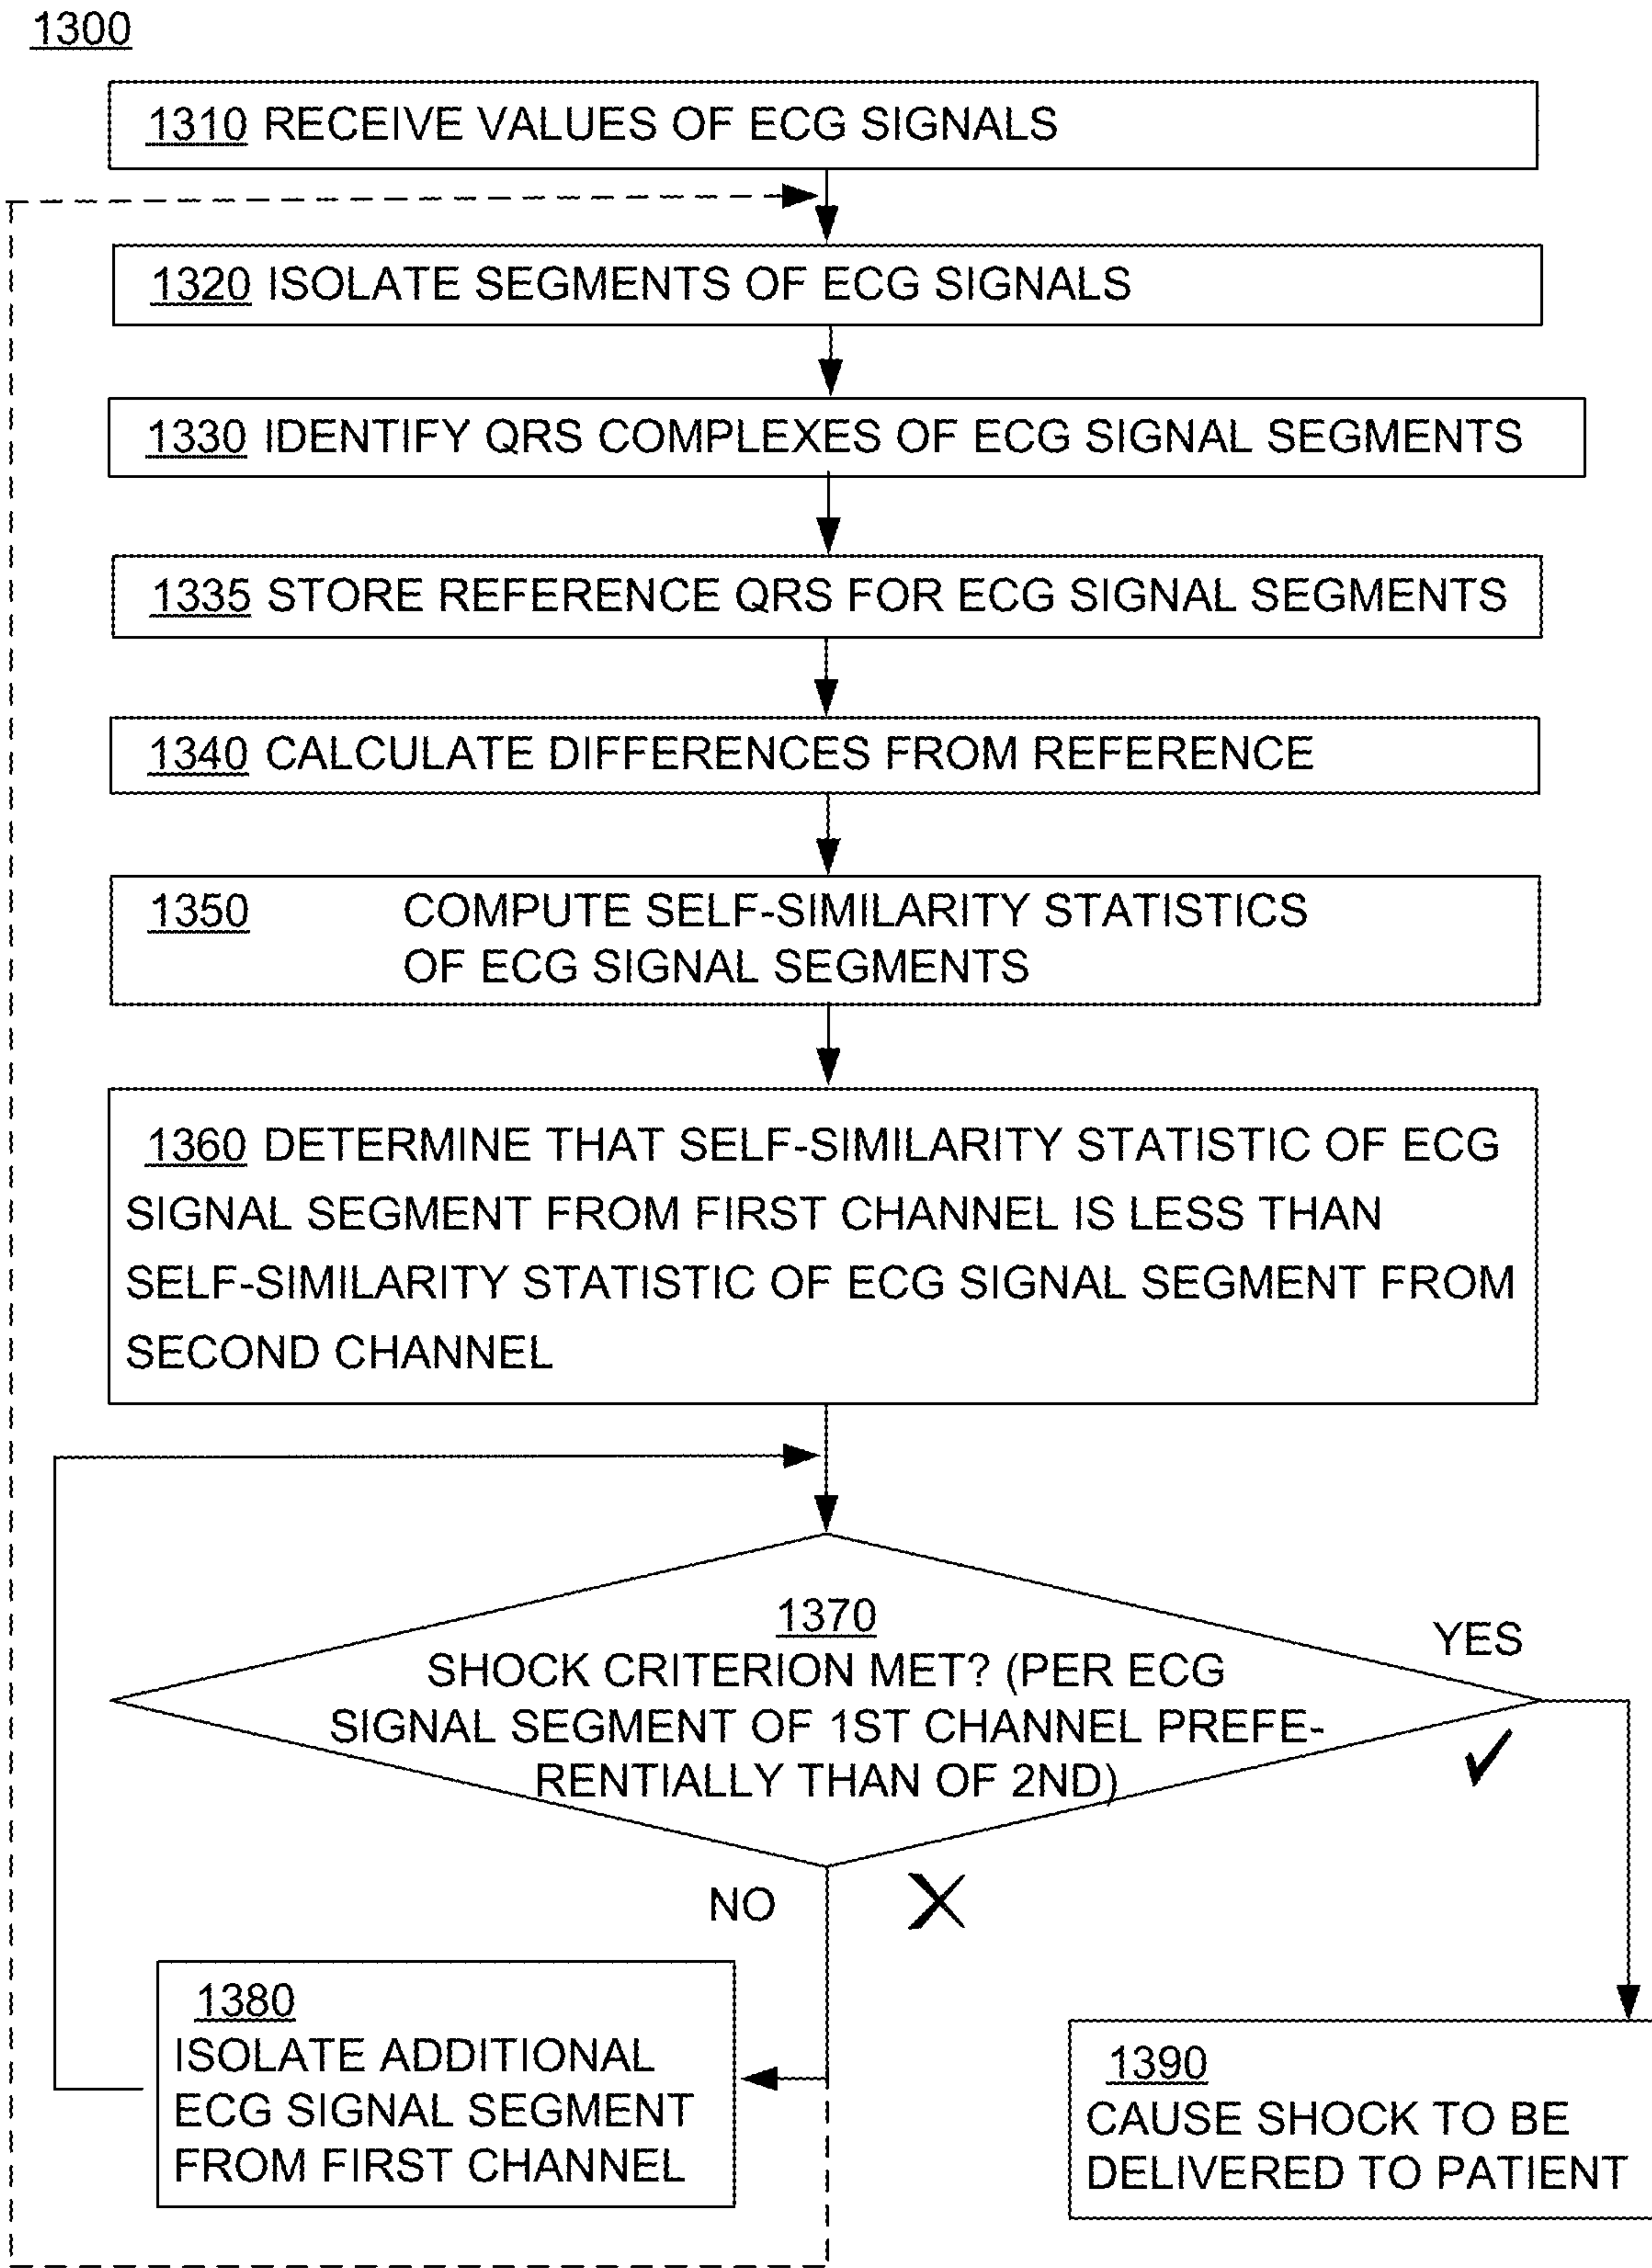 1300
1310 RECEIVE VALUES OF ECG SIGNALS
1320 ISOLATE SEGMENTS OF ECG SIGNALS
1330 IDENTIFY QRS COMPLEXES OF ECG SIGNAL SEGMENTS
1335 STORE REFERENCE QRS FOR ECG SIGNAL SEGMENTS
1340 CALCULATE DIFFERENCES FROM REFERENCE
1350 COMPUTE SELF-SIMILARITY STATISTICS
OF ECG SIGNAL SEGMENTS
1360 DETERMINE THAT SELF-SIMILARITY STATISTIC OF ECG
SIGNAL SEGMENT FROM FIRST CHANNEL IS LESS THAN
SELF-SIMILARITY STATISTIC OF ECG SIGNAL SEGMENT FROM
SECOND CHANNEL
1370
SHOCK CRITERION MET? (PER ECG
SIGNAL SEGMENT OF 1ST CHANNEL PREFE-
RENTIALLY THAN OF 2ND)
YES
NO
1380
ISOLATE ADDITIONAL
ECG SIGNAL SEGMENT
FROM FIRST CHANNEL
1390
CAUSE SHOCK TO BE
DELIVERED TO PATIENT